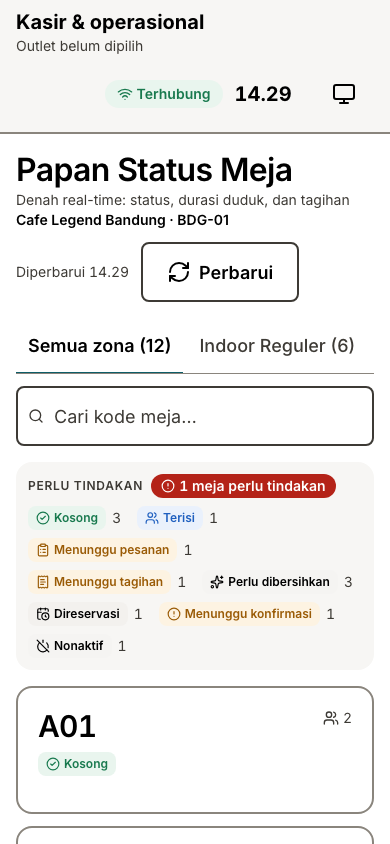 Kasir & operasional
Outlet belum dipilih
Terhubung 14.29
Papan Status Meja
Denah real-time: status, durasi duduk, dan tagihan
Cafe Legend Bandung · BDG-01
Diperbarui 14.29 Perbarui
Semua zona (12) Indoor Reguler (6)
Cari kode meja...
PERLU TINDAKAN 1 meja perlu tindakan
Kosong 3 Terisi 1
Menunggu pesanan 1
Menunggu tagihan 1 Perlu dibersihkan 3
Direservasi 1 Menunggu konfirmasi 1
Nonaktif 1
A01 2
Kosong